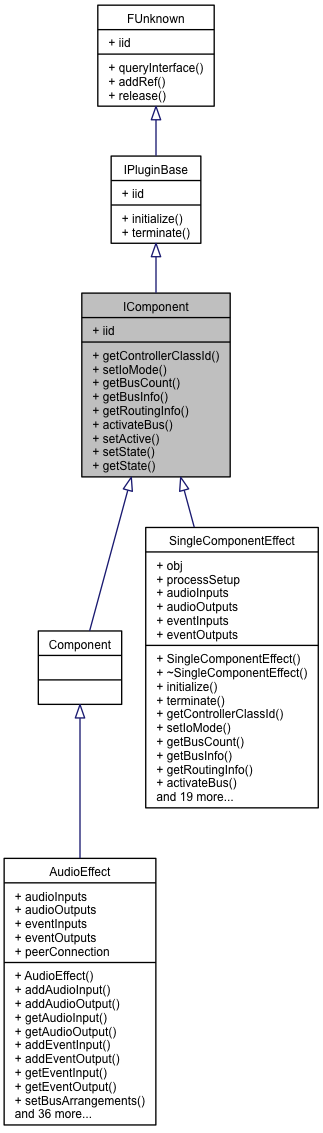 FUnknown
+ iid
+ queryInterface()
+ addRef()
+ release()
IPluginBase
+ iid
+ initialize()
+ terminate()
IComponent
+ iid
+ getControllerClassId()
+ setIoMode()
+ getBusCount()
+ getBusInfo()
+ getRoutingInfo()
+ activateBus()
+ setActive()
+ setState()
+ getState()
SingleComponentEffect
+ obj
+ processSetup
+ audioInputs
+ audioOutputs
+ eventInputs
+ eventOutputs
+ SingleComponentEffect()
+ ~SingleComponentEffect()
+ initialize()
+ terminate()
+ getControllerClassId()
+ setIoMode()
+ getBusCount()
+ getBusInfo()
+ getRoutingInfo()
+ activateBus()
and 19 more...
Component
AudioEffect
+ audioInputs
+ audioOutputs
+ eventInputs
+ eventOutputs
+ peerConnection
+ AudioEffect()
+ addAudioInput()
+ addAudioOutput()
+ getAudioInput()
+ getAudioOutput()
+ addEventInput()
+ addEventOutput()
+ getEventInput()
+ getEventOutput()
+ setBusArrangements()
and 36 more...